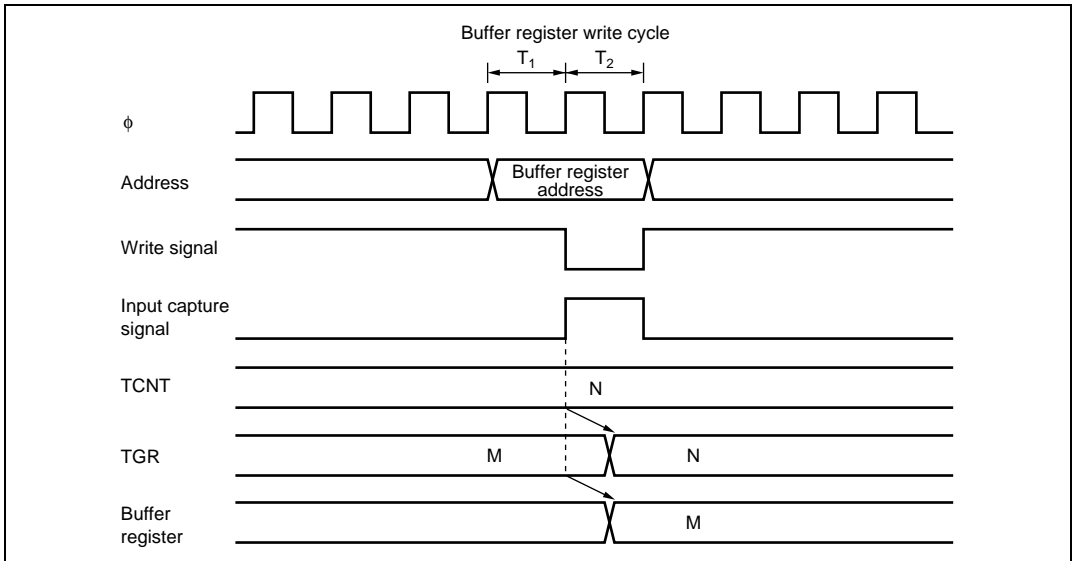 Buffer register write cycle
T1 T2
ϕ
Address
Buffer register
address
Write signal
Input capture
signal
TCNT
N
TGR
M
N
Buffer
register
M